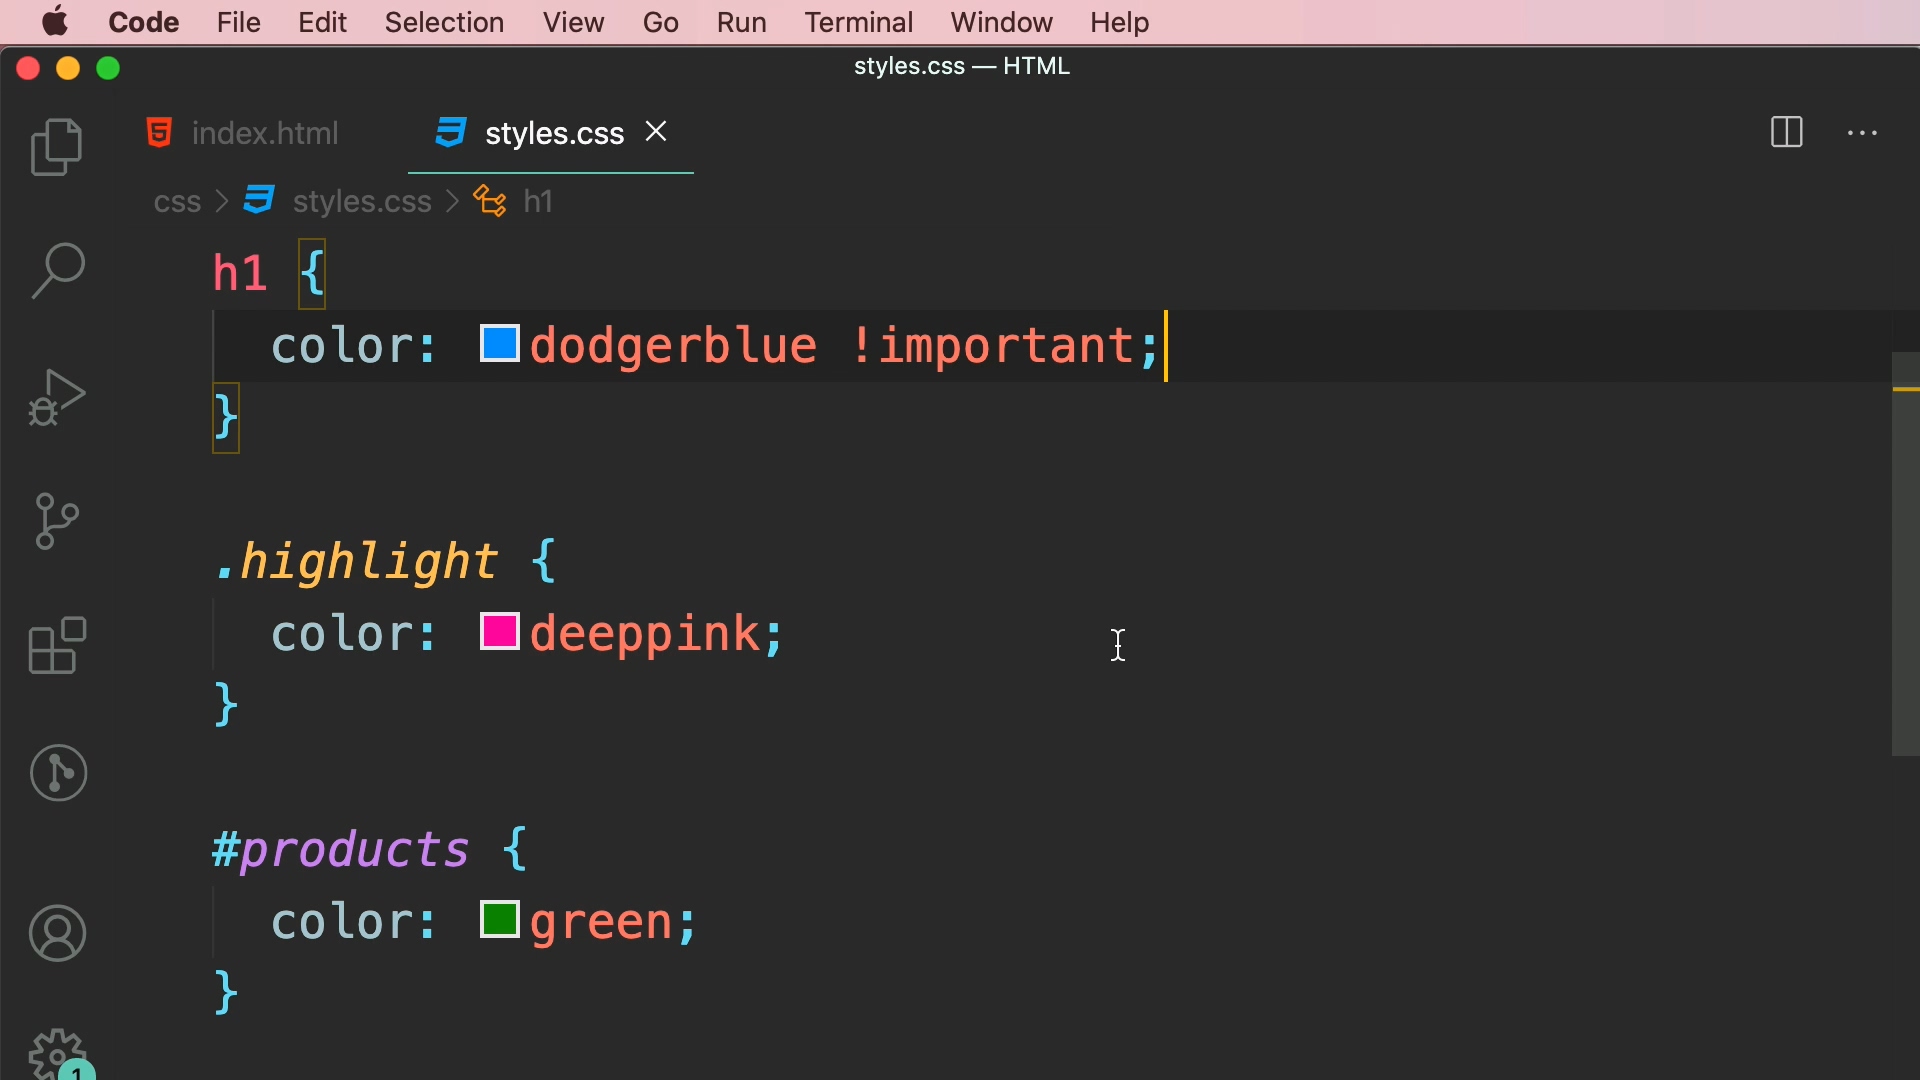 Code File Edit Selection View Go Run Terminal Window Help
styles.css — HTML
index.html styles.css
css > styles.css > h1
h1 {
color: dodgerblue !important;
}
.highlight {
color: deeppink;
}
#products {
color: green;
}
1